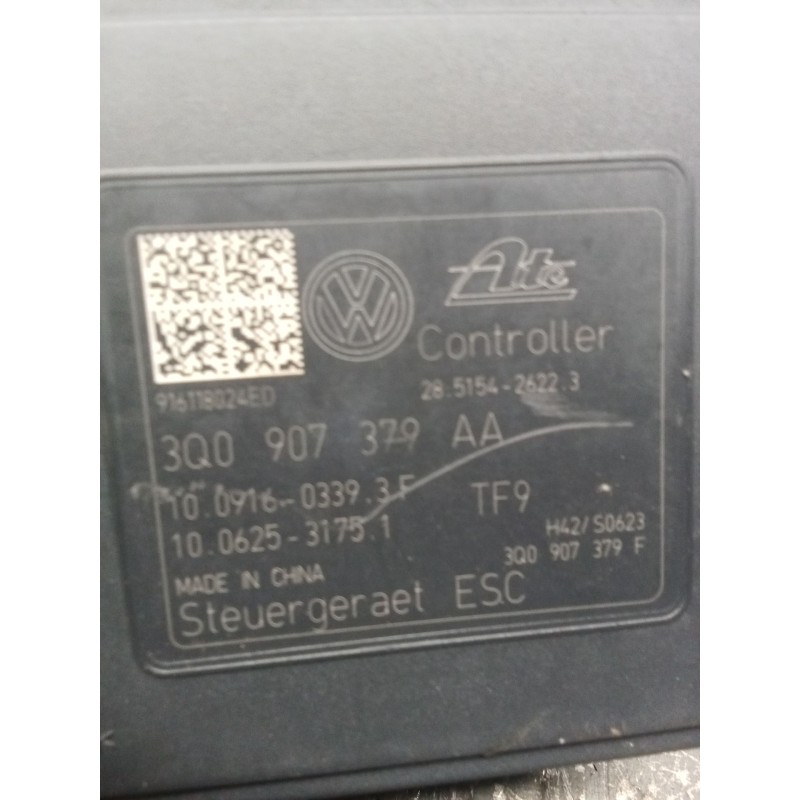 Ate
Controller
28.5154-2622.3
916118024ED
3Q0 907 379 AA
10.0916-0339.3 F
TF9
10.0625-3175.1
H42/S0623
3Q0 907 379 F
MADE IN CHINA
Steuergeraet ESC